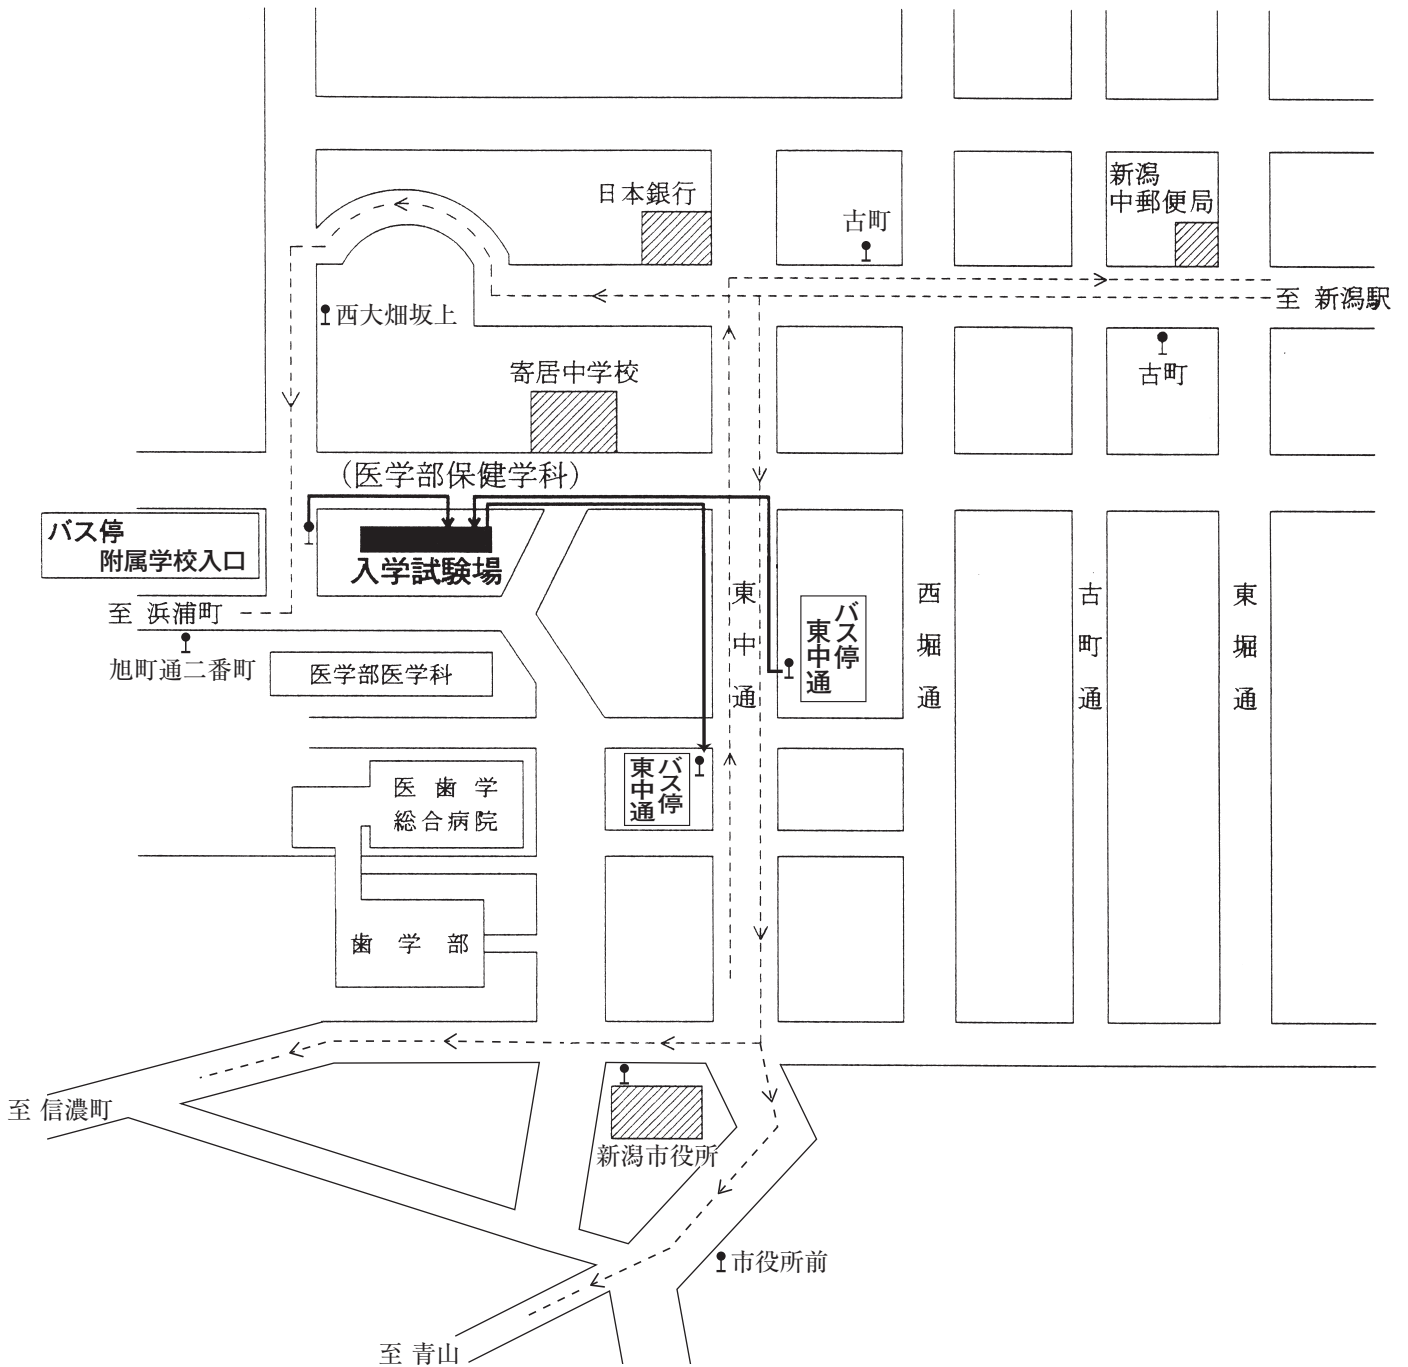 日本銀行
新潟
中郵便局
古町
至 新潟駅
西大畑坂上
寄居中学校
古町
(医学部保健学科)
バス停
附属学校入口
入学試験場
至 浜浦町
旭町通二番町
医学部医学科
東中通
バス停
東中通
西堀通
古町通
東堀通
バス停
東中通
医歯学
総合病院
歯学部
至 信濃町
新潟市役所
市役所前
至 青山